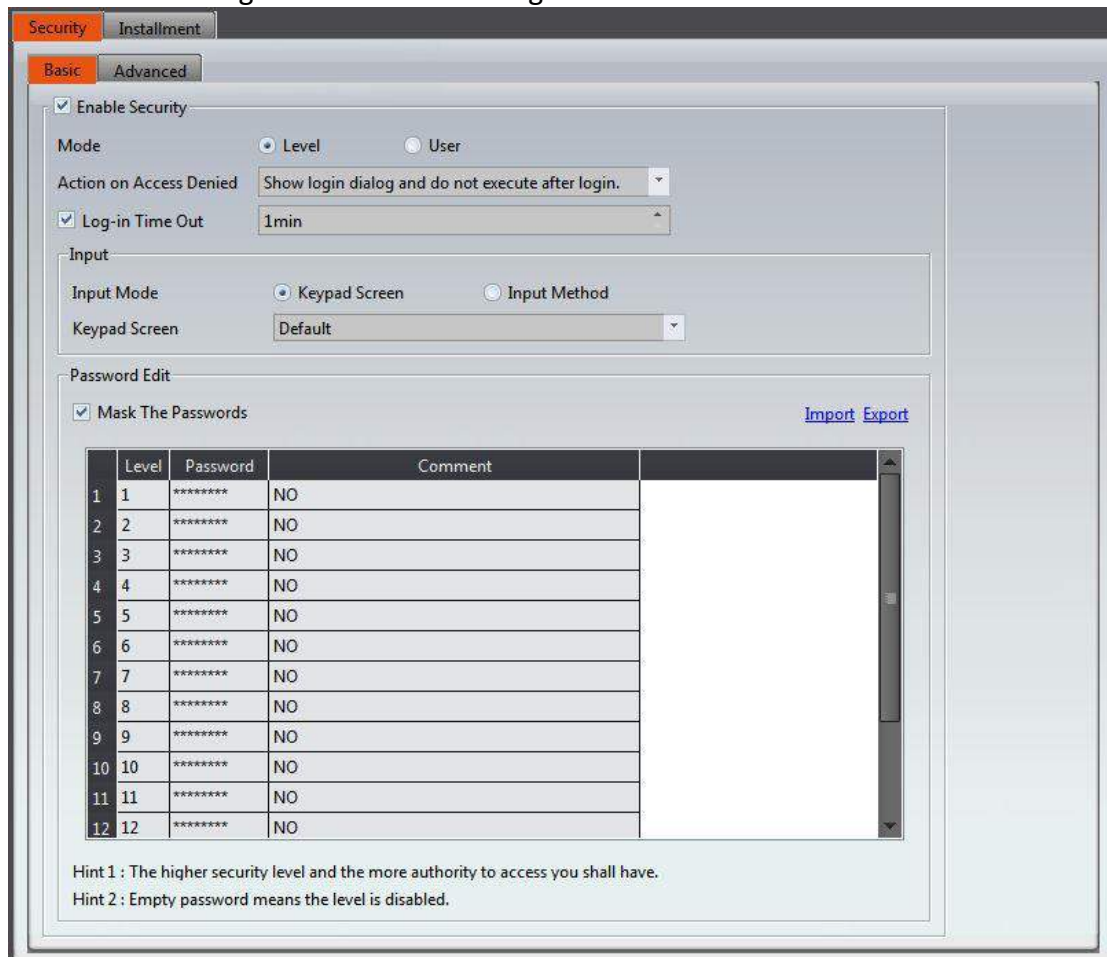 Security Installment
Basic Advanced
Enable Security
Mode Level User
Action on Access Denied Show login dialog and do not execute after login.
Log-in Time Out 1min
Input
Input Mode Keypad Screen Input Method
Keypad Screen Default
Password Edit
Mask The Passwords Import Export
Level Password Comment
1 1 ******** NO
2 2 ******** NO
3 3 ******** NO
4 4 ******** NO
5 5 ******** NO
6 6 ******** NO
7 7 ******** NO
8 8 ******** NO
9 9 ******** NO
10 10 ******** NO
11 11 ******** NO
12 12 ******** NO
Hint 1 : The higher security level and the more authority to access you shall have.
Hint 2 : Empty password means the level is disabled.